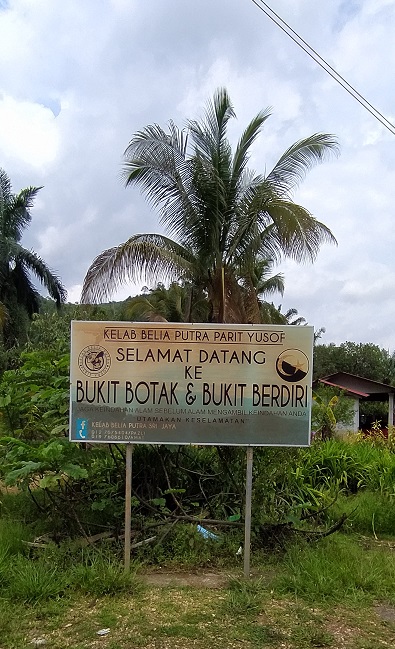 KELAB BELIA PUTRA PARIT YUSOF
SELAMAT DATANG
KE
BUKIT BOTAK & BUKIT BERDIRI
JAGA KEINDAHAN ALAM SEBELUM ALAM MENGAMBIL KEINDAHAN ANDA
UTAMAKAN KESELAMATAN
KELAB BELIA PUTRA SRI JAYA